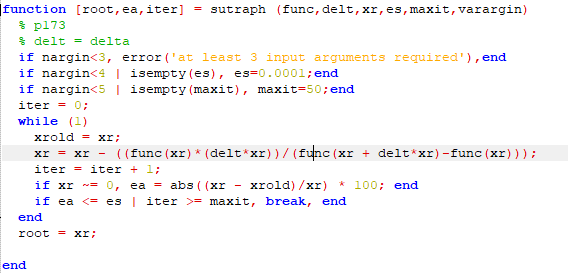 function [root,ea,iter] = sutraph (func,delt,xr,es,maxit,varargin)
% p173
% delt = delta
if nargin<3, error('at least 3 input arguments required'),end
if nargin<4 | isempty(es), es=0.0001;end
if nargin<5 | isempty(maxit), maxit=50;end
iter = 0;
while (1)
xrold = xr;
xr = xr - ((func(xr)*(delt*xr))/(func(xr + delt*xr)-func(xr)));
iter = iter + 1;
if xr ~= 0, ea = abs((xr - xrold)/xr) * 100; end
if ea <= es | iter >= maxit, break, end
end
root = xr;
end